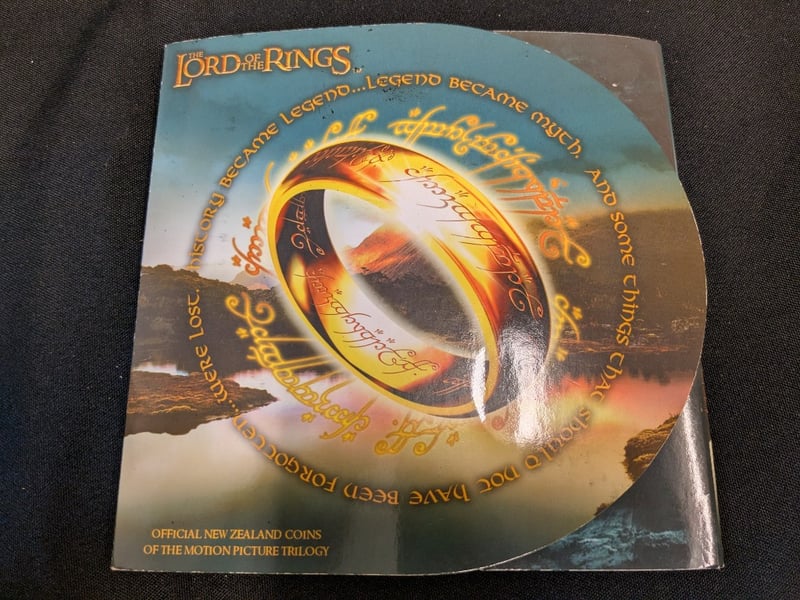 THE LORD OF THE RINGS
HISTORY BECAME LEGEND...LEGEND BECAME MYTH. AND SOME THINGS THAT SHOULD NOT HAVE BEEN FORGOTTEN...WERE LOST.
OFFICIAL NEW ZEALAND COINS
OF THE MOTION PICTURE TRILOGY